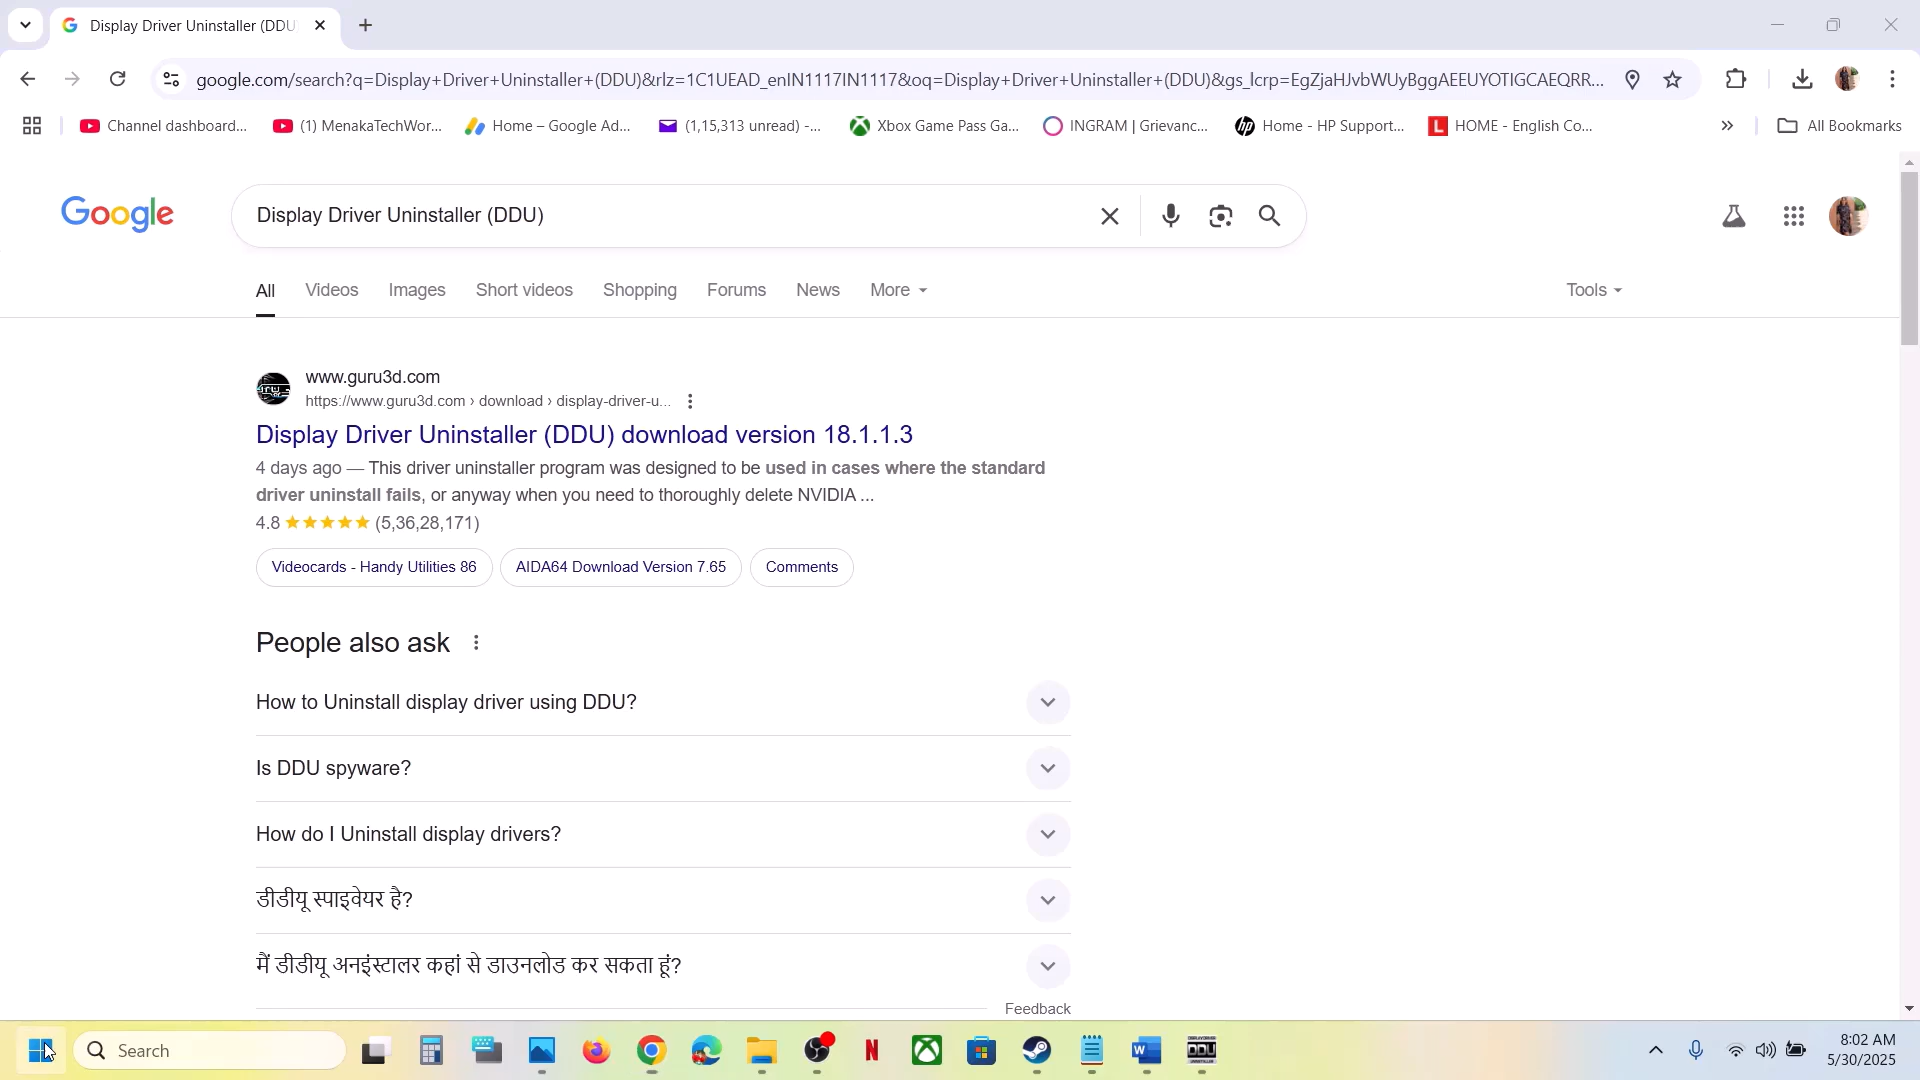 Display Driver Uninstaller (DDU
google.com/search?q=Display+Driver+Uninstaller+(DDU)&rlz=1C1UEAD_enIN1117IN1117&oq=Display+Driver+Uninstaller+(DDU)&gs_lcrp=EgZjaHJvbWUyBggAEEUYOTIGCAEQRR...
Channel dashboard...
(1) MenakaTechWor...
Home – Google Ad...
(1,15,313 unread) -...
Xbox Game Pass Ga...
INGRAM | Grievanc...
Home - HP Support...
HOME - English Co...
All Bookmarks
Google
Display Driver Uninstaller (DDU)
All
Videos
Images
Short videos
Shopping
Forums
News
More
Tools
www.guru3d.com
https://www.guru3d.com › download › display-driver-u...
Display Driver Uninstaller (DDU) download version 18.1.1.3
4 days ago — This driver uninstaller program was designed to be used in cases where the standard
driver uninstall fails, or anyway when you need to thoroughly delete NVIDIA ...
4.8 ★★★★★ (5,36,28,171)
Videocards - Handy Utilities 86
AIDA64 Download Version 7.65
Comments
People also ask
How to Uninstall display driver using DDU?
Is DDU spyware?
How do I Uninstall display drivers?
डीडीयू स्पाइवेयर है?
मैं डीडीयू अनइंस्टालर कहां से डाउनलोड कर सकता हूं?
Feedback
Search
DDU
8:02 AM
5/30/2025